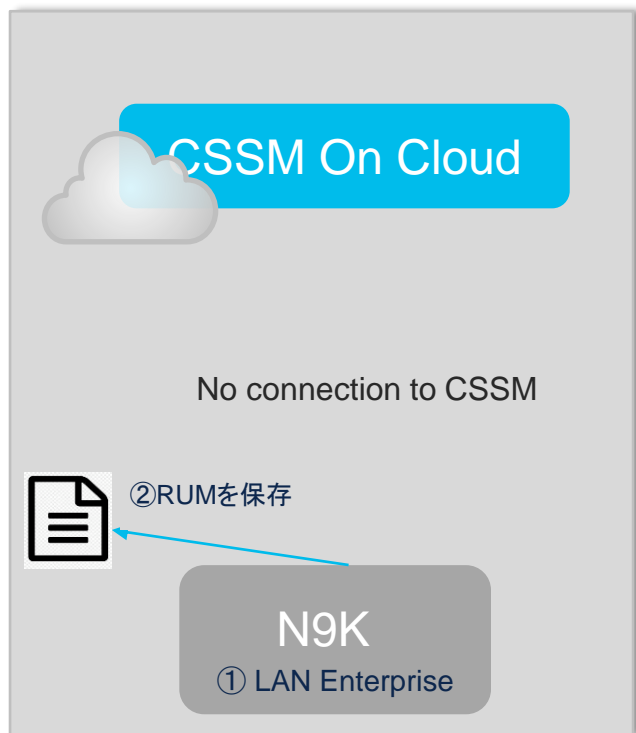 CSSM On Cloud
No connection to CSSM
②RUMを保存
N9K
① LAN Enterprise